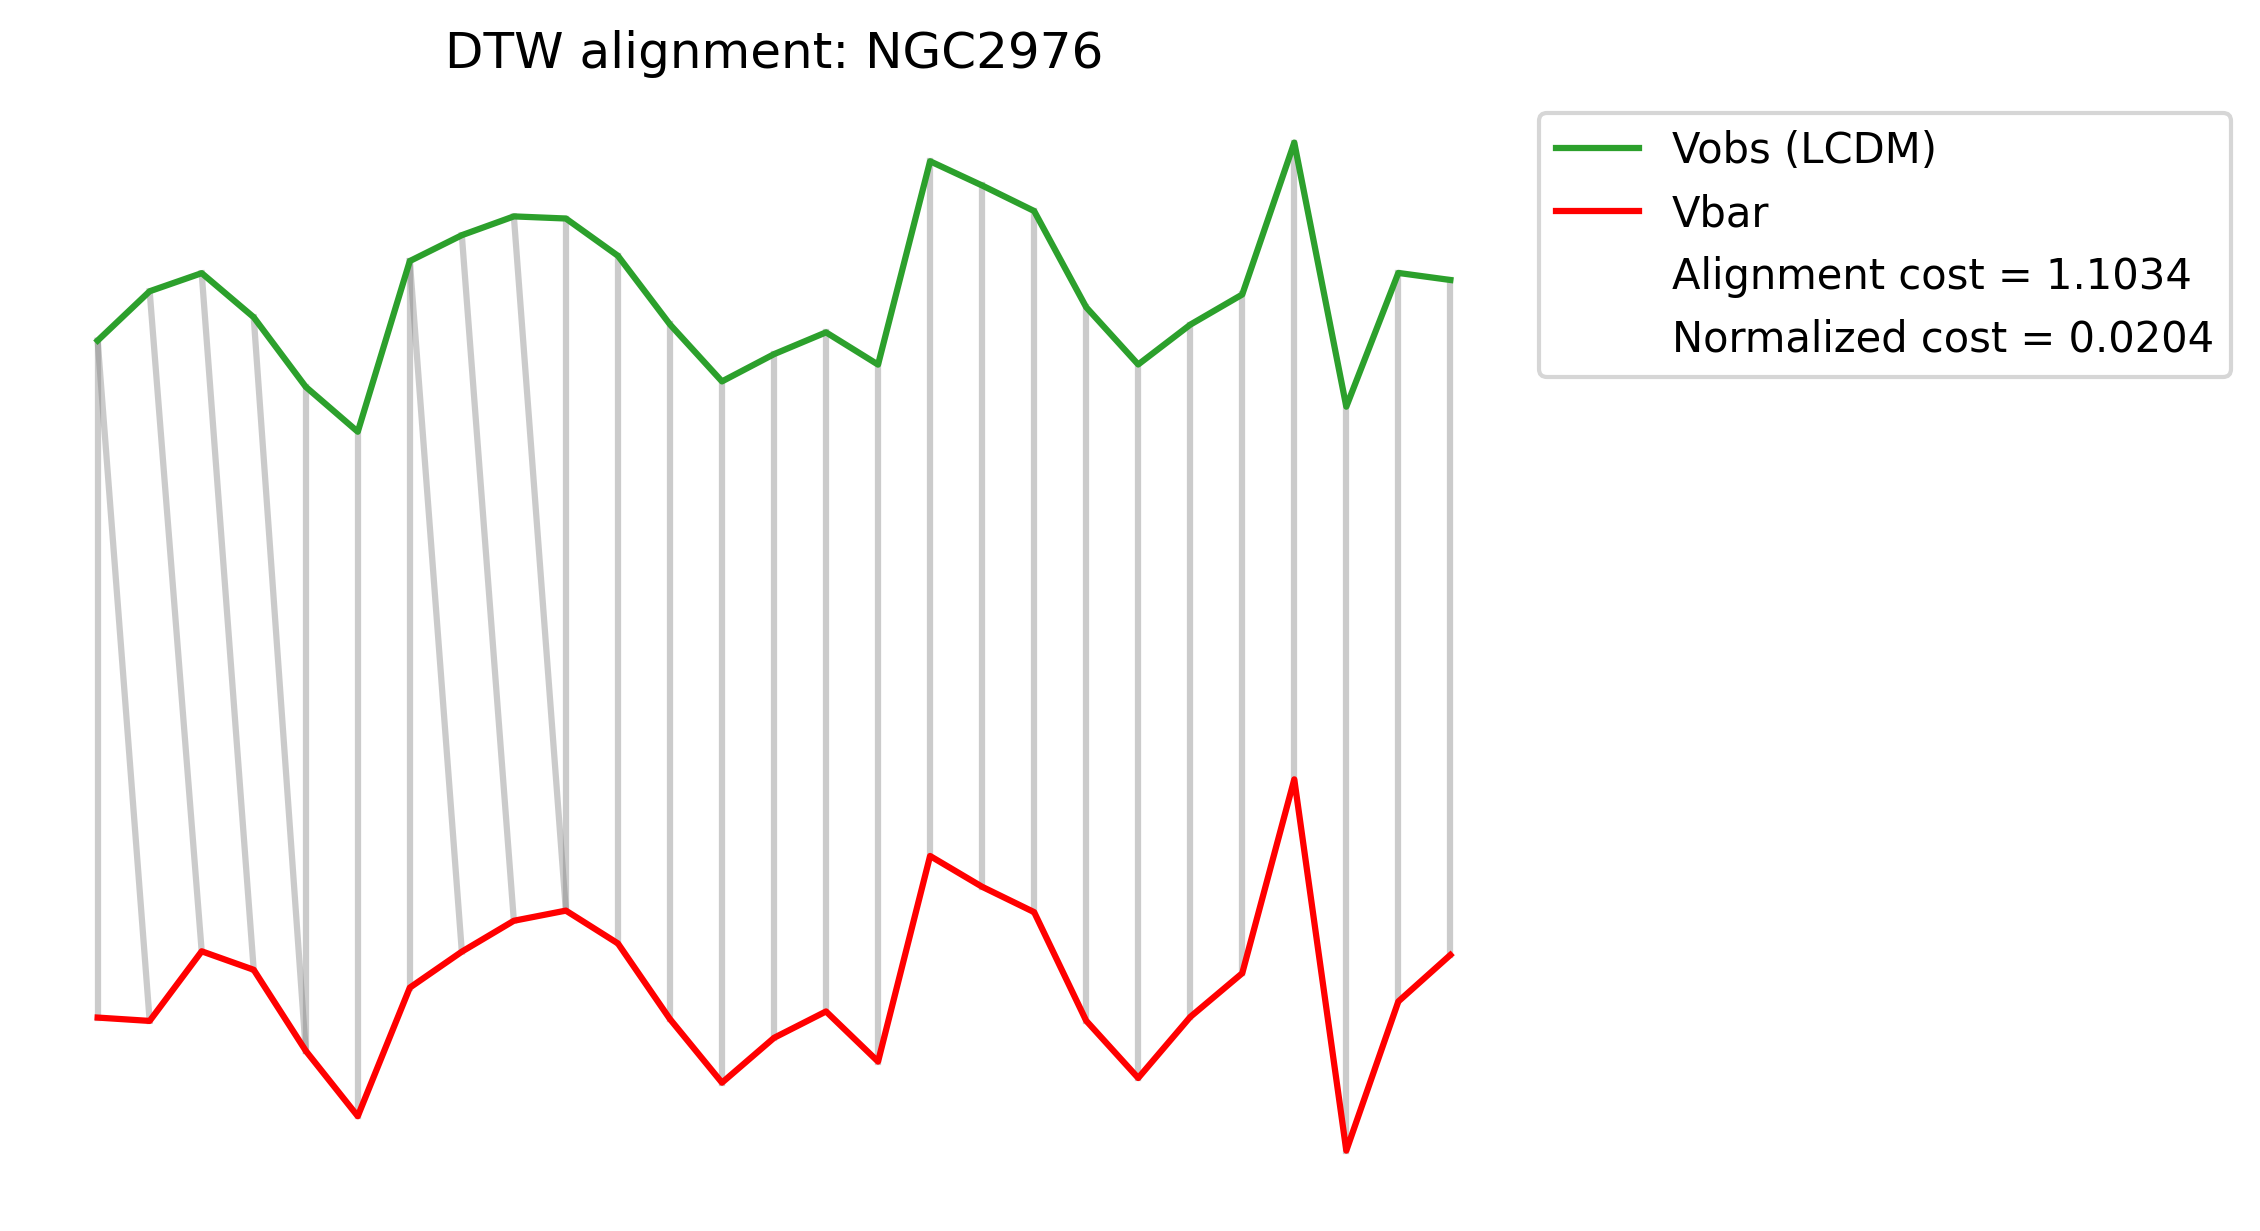 DTW alignment: NGC2976
Vobs (LCDM)
Vbar
Alignment cost = 1.1034
Normalized cost = 0.0204